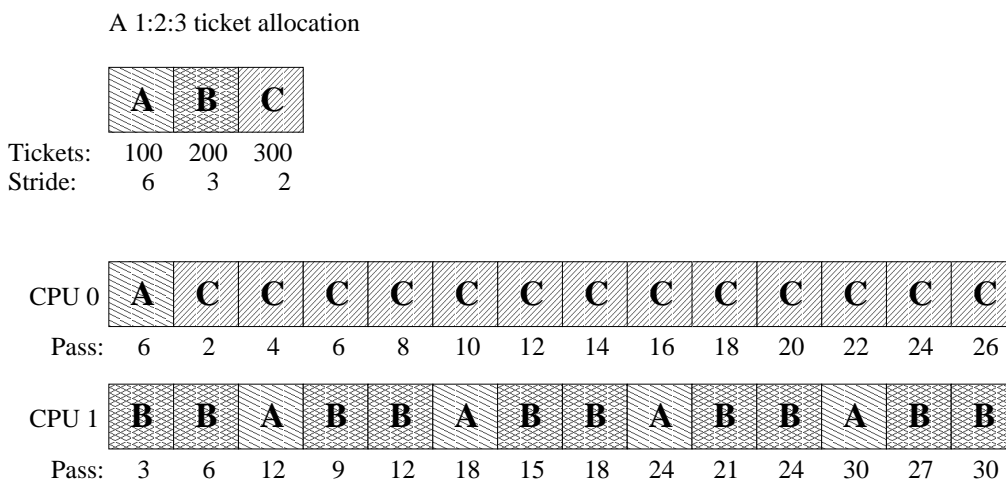 A 1:2:3 ticket allocation
A B C
Tickets: 100 200 300
Stride: 6 3 2
CPU 0 A C C C C C C C C C C C C C
Pass: 6 2 4 6 8 10 12 14 16 18 20 22 24 26
CPU 1 B B A B B A B B A B B A B B
Pass: 3 6 12 9 12 18 15 18 24 21 24 30 27 30